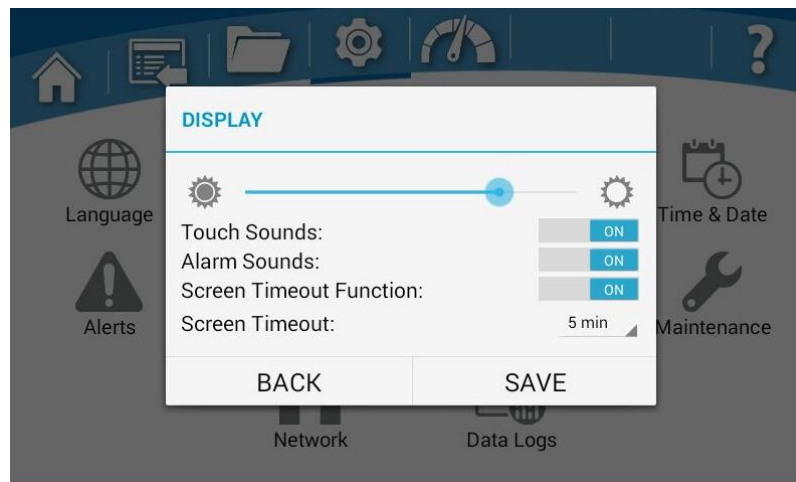 ?
DISPLAY
Language
Time & Date
Touch Sounds: ON
Alarm Sounds: ON
Screen Timeout Function: ON
Screen Timeout: 5 min
Alerts
Maintenance
BACK SAVE
Network Data Logs